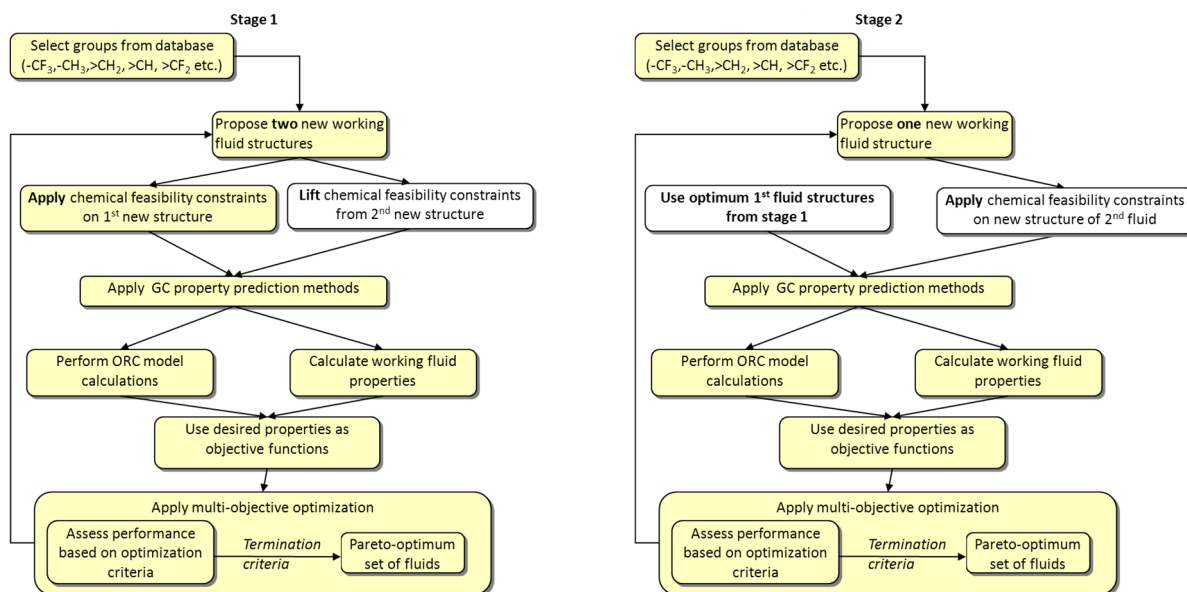 Stage 1
Select groups from database
(-CF3,-CH3,>CH2, >CH, >CF2 etc.)
Propose two new working
fluid structures
Apply chemical feasibility constraints
on 1st new structure
Lift chemical feasibility constraints
from 2nd new structure
Apply GC property prediction methods
Perform ORC model
calculations
Calculate working fluid
properties
Use desired properties as
objective functions
Apply multi-objective optimization
Assess performance
based on optimization
criteria
Termination
criteria
Pareto-optimum
set of fluids
Stage 2
Select groups from database
(-CF3,-CH3,>CH2, >CH, >CF2 etc.)
Propose one new working
fluid structure
Use optimum 1st fluid structures
from stage 1
Apply chemical feasibility constraints
on new structure of 2nd fluid
Apply GC property prediction methods
Perform ORC model
calculations
Calculate working fluid
properties
Use desired properties as
objective functions
Apply multi-objective optimization
Assess performance
based on optimization
criteria
Termination
criteria
Pareto-optimum
set of fluids